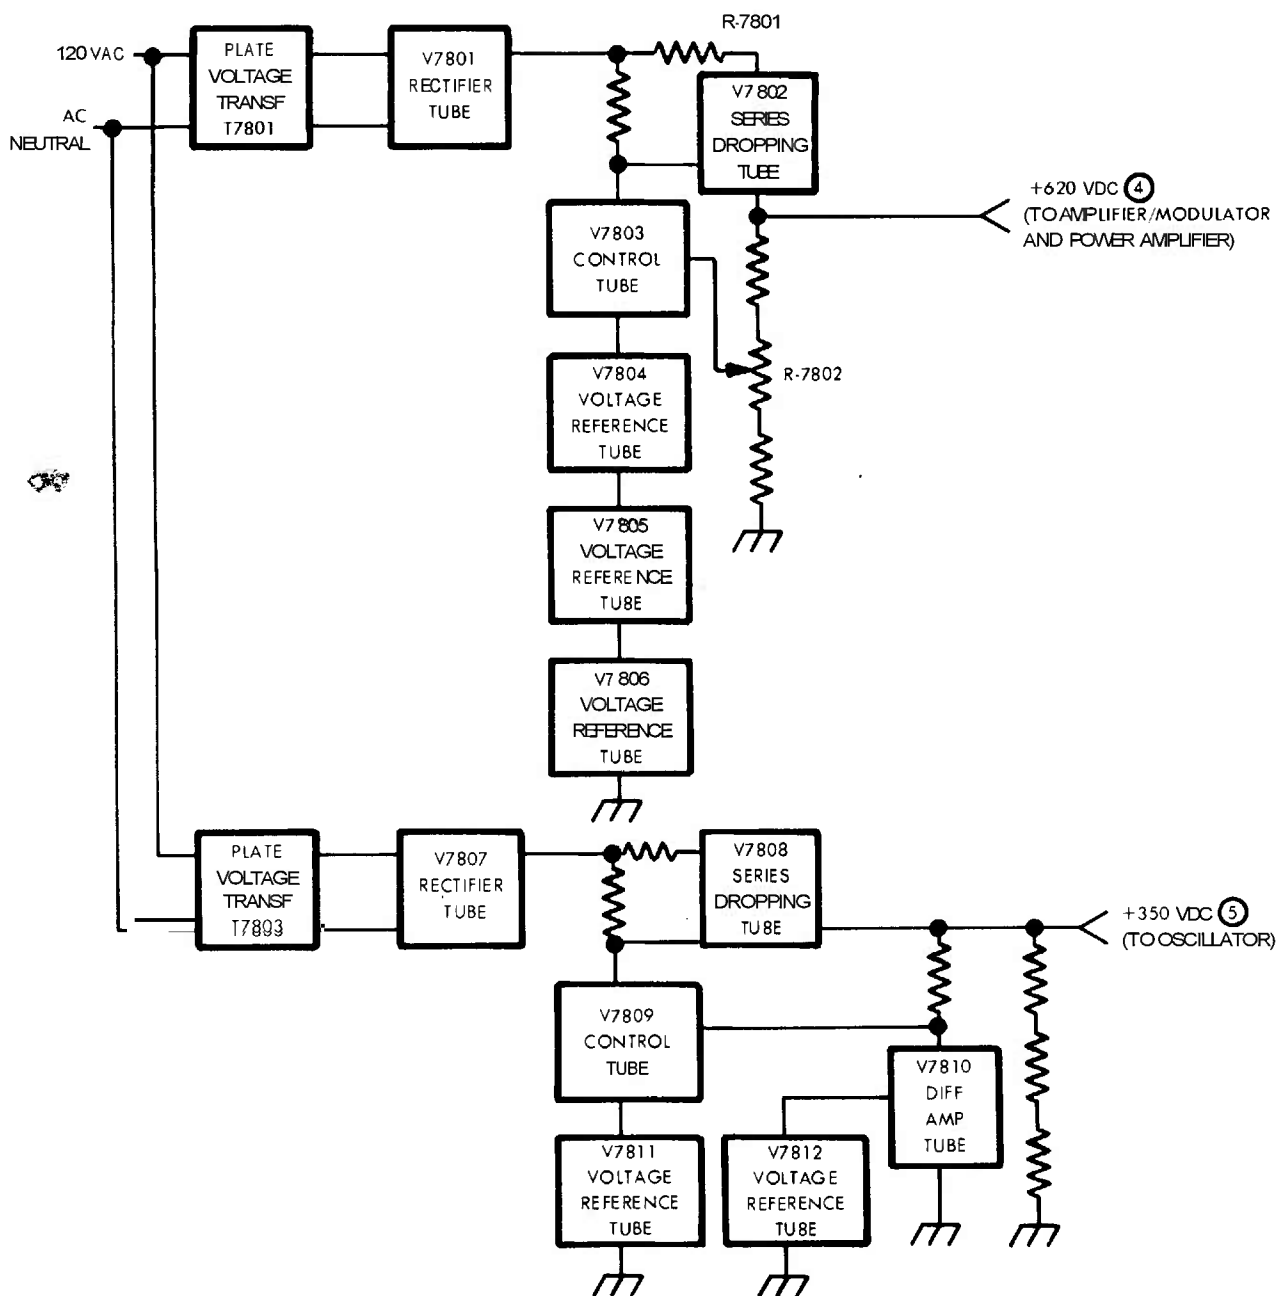 R-7801
120 VAC
PLATE
VOLTAGE
TRANSF
T7801
V7801
RECTIFIER
TUBE
V7802
SERIES
DROPPING
TUBE
AC
NEUTRAL
+620 VDC 4
(TO AMPLIFIER/MODULATOR
AND POWER AMPLIFIER)
V7803
CONTROL
TUBE
R-7802
V7804
VOLTAGE
REFERENCE
TUBE
V7805
VOLTAGE
REFERENCE
TUBE
V7806
VOLTAGE
REFERENCE
TUBE
PLATE
VOLTAGE
TRANSF
T7803
V7807
RECTIFIER
TUBE
V7808
SERIES
DROPPING
TUBE
+350 VDC 5
(TO OSCILLATOR)
V7809
CONTROL
TUBE
V7810
DIFF
AMP
TUBE
V7811
VOLTAGE
REFERENCE
TUBE
V7812
VOLTAGE
REFERENCE
TUBE